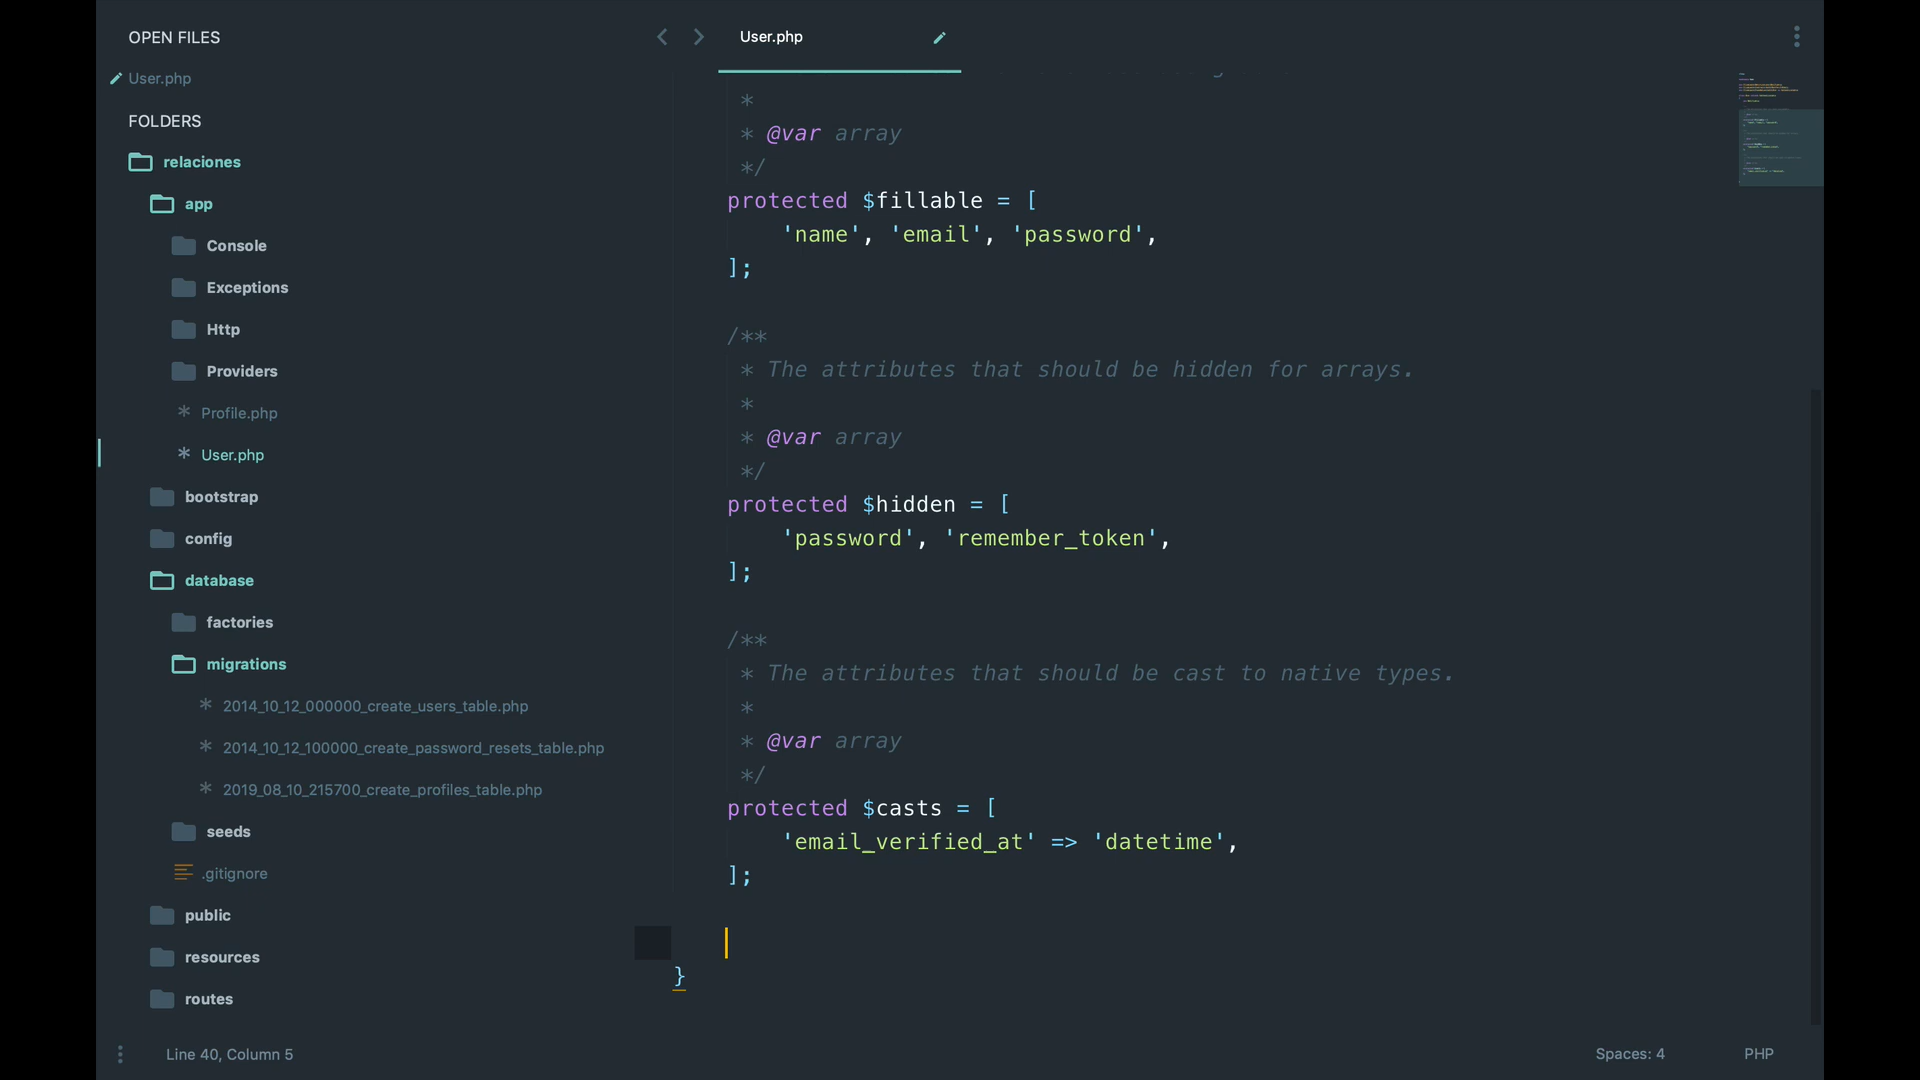 OPEN FILES
User.php
FOLDERS
relaciones
app
Console
Exceptions
Http
Providers
Profile.php
User.php
bootstrap
config
database
factories
migrations
2014_10_12_000000_create_users_table.php
2014_10_12_100000_create_password_resets_table.php
2019_08_10_215700_create_profiles_table.php
seeds
.gitignore
public
resources
routes
User.php
*
* @var array
*/
protected $fillable = [
'name', 'email', 'password',
];
/**
* The attributes that should be hidden for arrays.
*
* @var array
*/
protected $hidden = [
'password', 'remember_token',
];
/**
* The attributes that should be cast to native types.
*
* @var array
*/
protected $casts = [
'email_verified_at' => 'datetime',
];
}
Line 40, Column 5
Spaces: 4
PHP